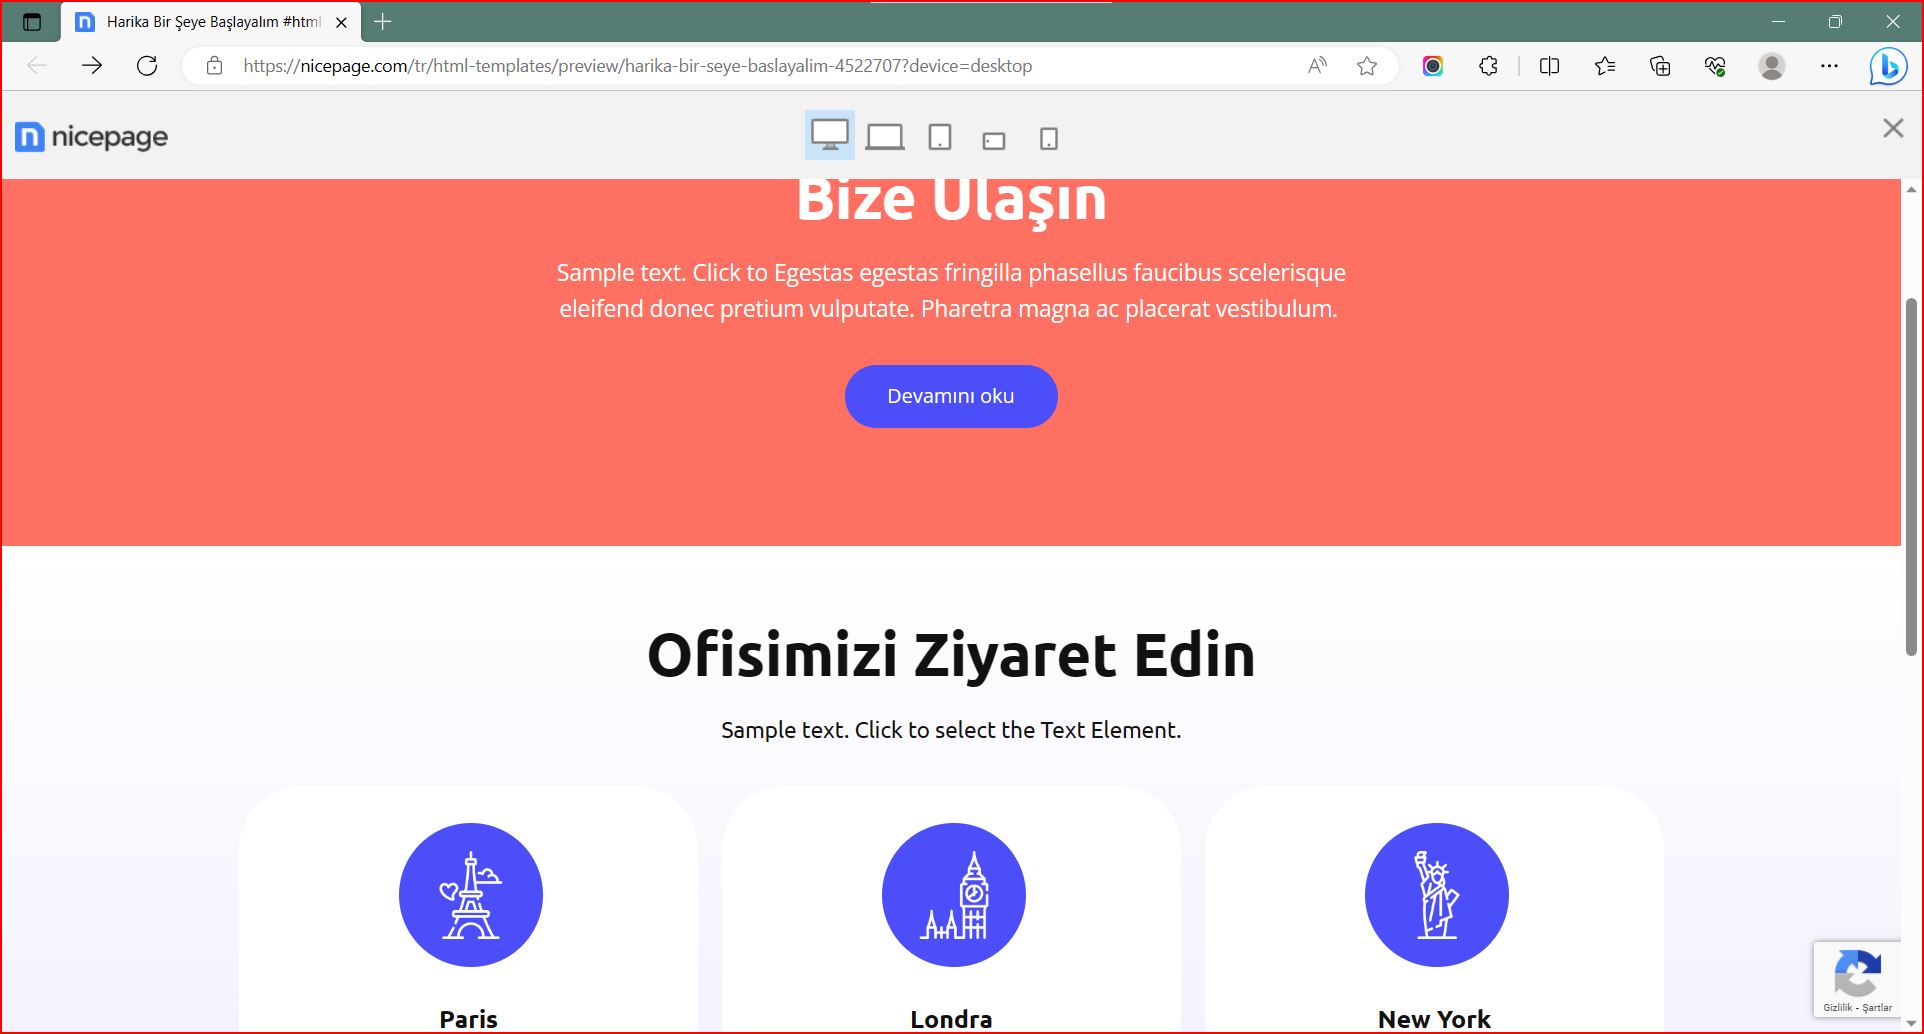 Harika Bir Şeye Başlayalım #html
https://nicepage.com/tr/html-templates/preview/harika-bir-seye-baslayalim-4522707?device=desktop
nicepage
Bize Ulaşın
Sample text. Click to Egestas egestas fringilla phasellus faucibus scelerisque
eleifend donec pretium vulputate. Pharetra magna ac placerat vestibulum.
Devamını oku
Ofisimizi Ziyaret Edin
Sample text. Click to select the Text Element.
Paris
Londra
New York
Gizlilik - Şartlar